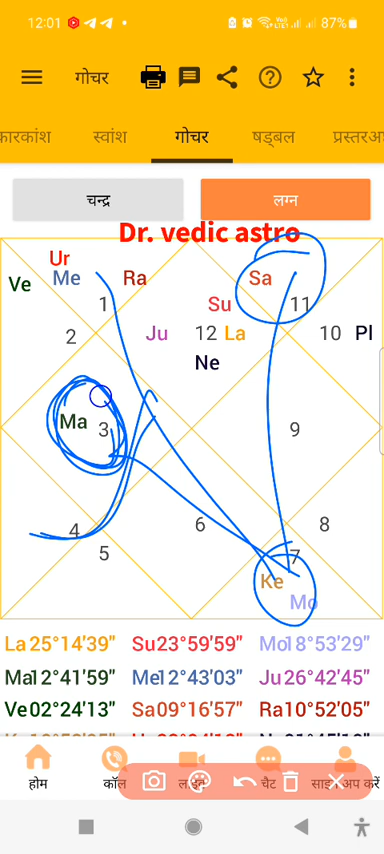 12:01 87%
गोचर
कारकांश स्वांश गोचर षड्बल प्रस्तरअ
चन्द्र लग्न
Dr. vedic astro
Ur
Ve Me Ra Sa
1 Su 11
2 Ju 12 La 10 Pl
Ne
Ma 3 9
4 6 8
5 7
Ke
Mo
La 25°14'39" Su 23°59'59" Mo 18°53'29"
Ma 12°41'59" Me 12°43'03" Ju 26°42'45"
Ve 02°24'13" Sa 09°16'57" Ra 10°52'05"
होम कॉल चैट साइन अप करें